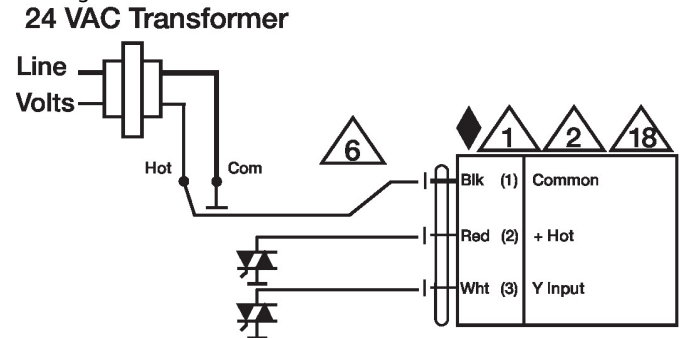 24 VAC Transformer
Line
Volts
Hot
Com
6
1
2
18
Blk (1) Common
Red (2) + Hot
Wht (3) Y Input